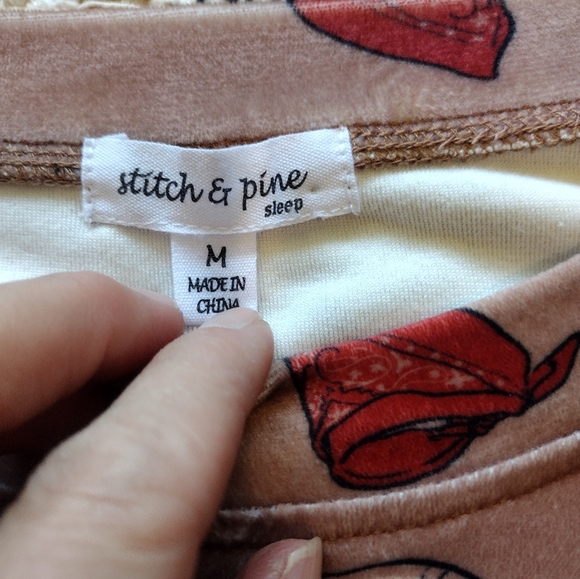 stitch & pine
sleep
M
MADE IN
CHINA